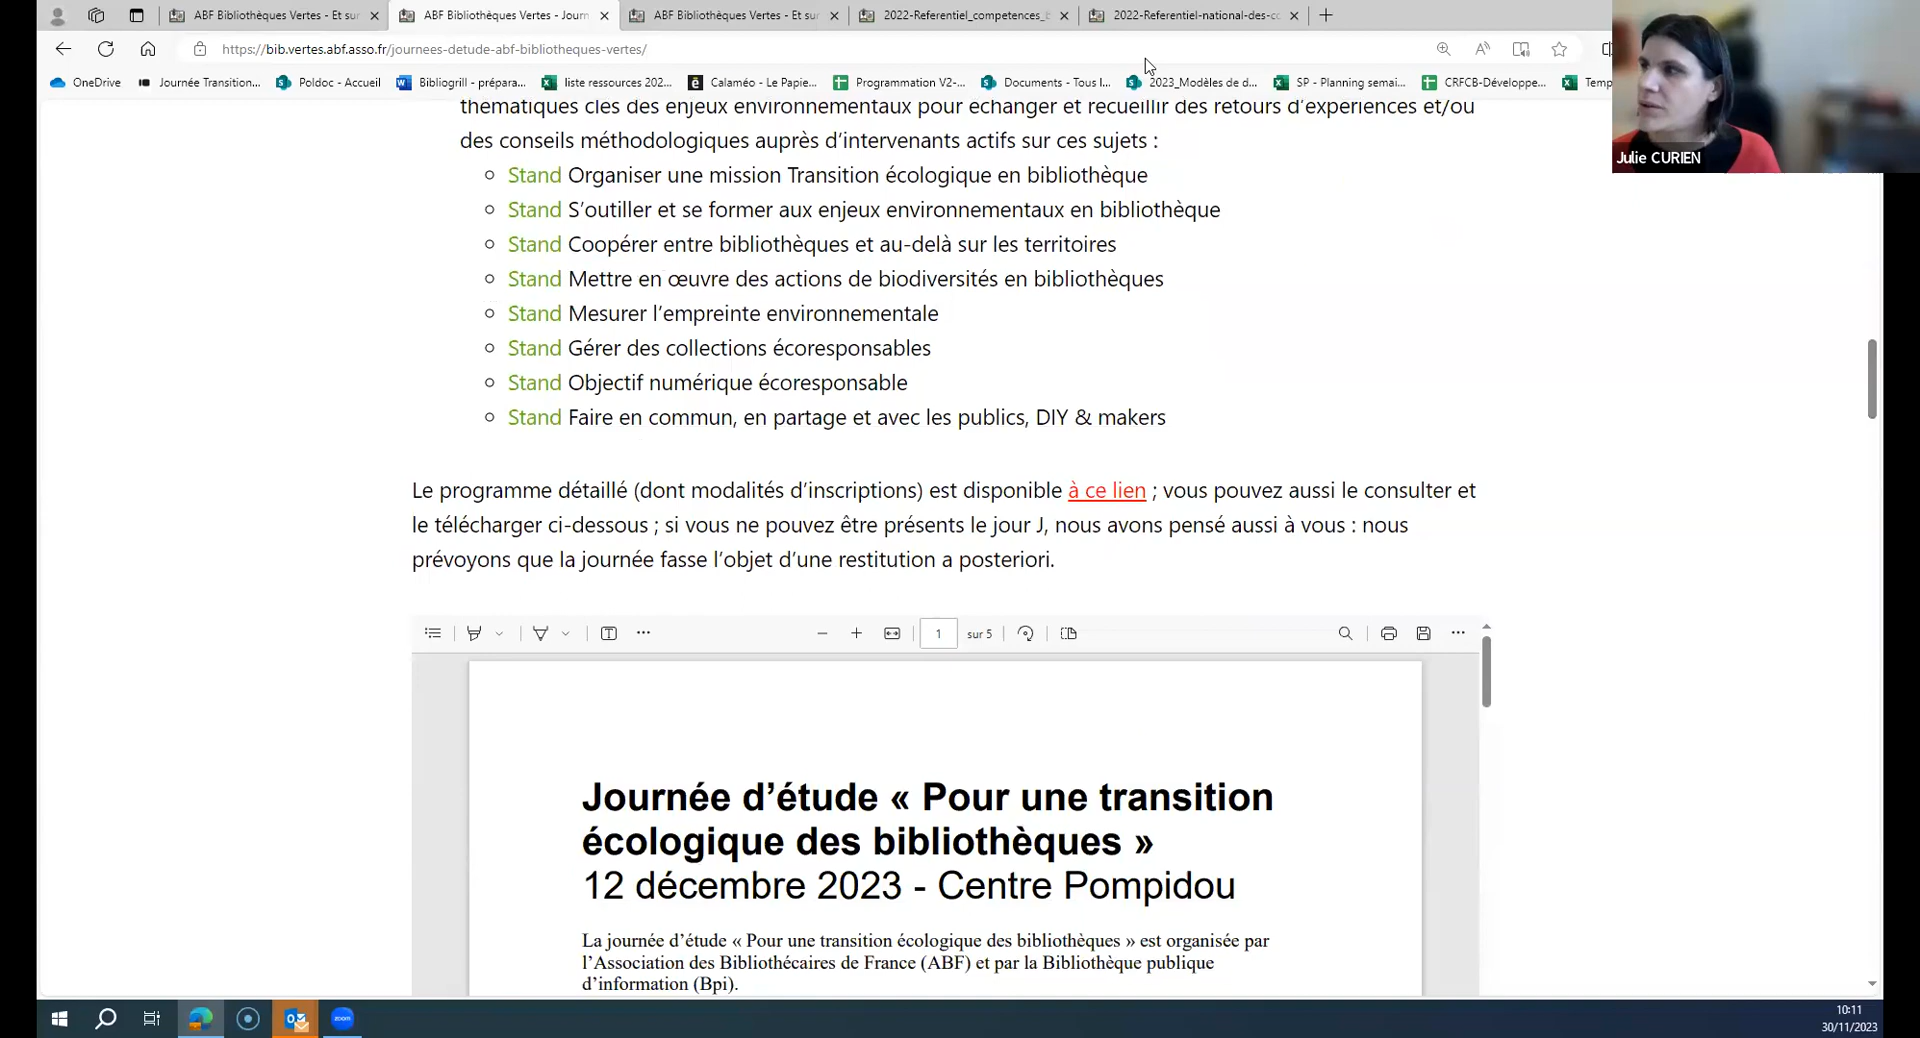 ABF Bibliothèques Vertes - Et sur
ABF Bibliothèques Vertes - Journ
ABF Bibliothèques Vertes - Et sur
2022-Referentiel_competences_b
2022-Referentiel-national-des-cc
https://bib.vertes.abf.asso.fr/journees-detude-abf-bibliotheque-vertes/
OneDrive
Journée Transition...
Poldoc - Accueil
Bibliogrill - prépara...
liste ressources 202...
Calaméo - Le Papie...
Programmation V2-...
Documents - Tous l...
2023_Modèles de d...
SP - Planning semai...
CRFCB-Développe...
Temp
Julie CURIEN
thématiques clés des enjeux environnementaux pour échanger et recueillir des retours d'expériences et/ou
des conseils méthodologiques auprès d'intervenants actifs sur ces sujets :
Stand Organiser une mission Transition écologique en bibliothèque
Stand S'outiller et se former aux enjeux environnementaux en bibliothèque
Stand Coopérer entre bibliothèques et au-delà sur les territoires
Stand Mettre en œuvre des actions de biodiversités en bibliothèques
Stand Mesurer l'empreinte environnementale
Stand Gérer des collections écoresponsables
Stand Objectif numérique écoresponsable
Stand Faire en commun, en partage et avec les publics, DIY & makers
Le programme détaillé (dont modalités d'inscriptions) est disponible à ce lien ; vous pouvez aussi le consulter et
le télécharger ci-dessous ; si vous ne pouvez être présents le jour J, nous avons pensé aussi à vous : nous
prévoyons que la journée fasse l'objet d'une restitution a posteriori.
1 sur 5
Journée d'étude « Pour une transition
écologique des bibliothèques »
12 décembre 2023 - Centre Pompidou
La journée d'étude « Pour une transition écologique des bibliothèques » est organisée par
l'Association des Bibliothécaires de France (ABF) et par la Bibliothèque publique
d'information (Bpi).
zoom
10:11
30/11/2023